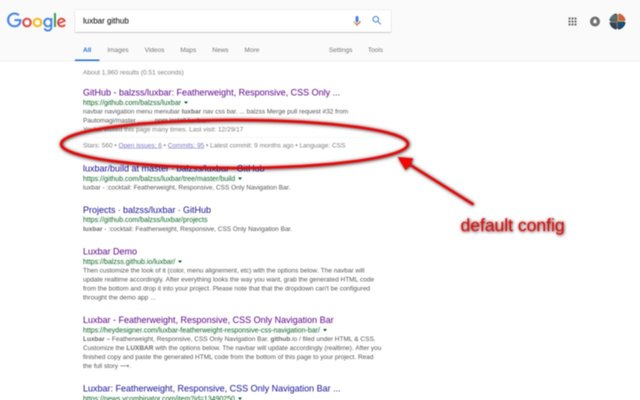 Google luxbar github
All Images Videos Maps News More Settings Tools
About 1,960 results (0.51 seconds)
GitHub - balzss/luxbar: Featherweight, Responsive, CSS Only ...
https://github.com/balzss/luxbar
navbar navigation menu menubar luxbar nav css bar. ... balzss Merge pull request #32 from
Pautomagi/master
this page many times. Last visit: 12/29/17
Stars: 560 • Open issues: 6 • Commits: 95 • Latest commit: 9 months ago • Language: CSS
luxbar/build at master · balzss/luxbar · GitHub
https://github.com/balzss/luxbar/tree/master/build
luxbar - :cocktail: Featherweight, Responsive, CSS Only Navigation Bar.
default config
Projects · balzss/luxbar · GitHub
https://github.com/balzss/luxbar/projects
luxbar - :cocktail: Featherweight, Responsive, CSS Only Navigation Bar.
Luxbar Demo
https://balzss.github.io/luxbar/
Then customize the look of it (color, menu alignement, etc) with the options below. The navbar will
update realtime accordingly. After everything looks the way you want, grab the generated HTML code
from the bottom and drop it into your project. Please note that that the dropdown can't be configured
throught the demo app ...
Luxbar - Featherweight, Responsive, CSS Only Navigation Bar
https://heydesigner.com/luxbar-featherweight-responsive-css-navigation-bar/
Luxbar – Featherweight, Responsive, CSS Only Navigation Bar. github.io / filed under HTML & CSS.
Customize the LUXBAR with the options below. The navbar will update accordingly (realtime). After you
finished copy and paste the generated HTML code from the bottom of this page to your project. Read
the full story ⟶.
Luxbar: Featherweight, Responsive, CSS Only Navigation Bar ...
https://news.ycombinator.com/item?id=13490250